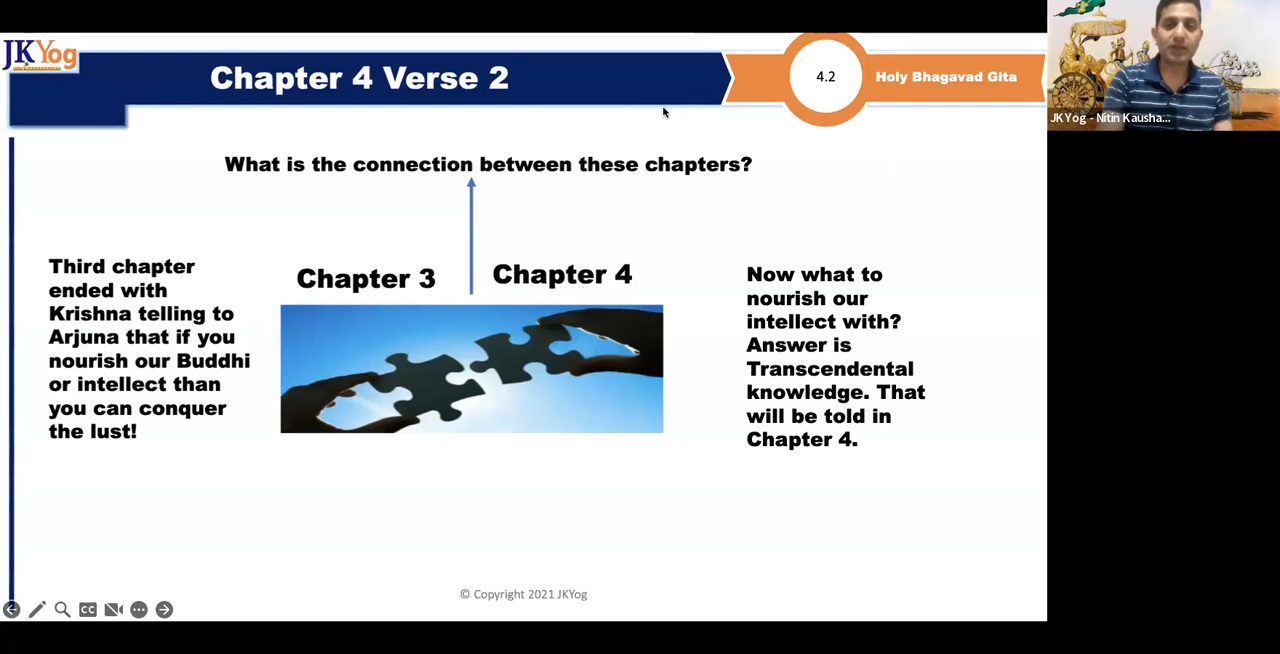 JKYog
Chapter 4 Verse 2
4.2
Holy Bhagavad Gita
JKYog - Nitin Kausha...
What is the connection between these chapters?
Third chapter
ended with
Krishna telling to
Arjuna that if you
nourish our Buddhi
or intellect than
you can conquer
the lust!
Chapter 3
Chapter 4
Now what to
nourish our
intellect with?
Answer is
Transcendental
knowledge. That
will be told in
Chapter 4.
© Copyright 2021 JKYog
CC